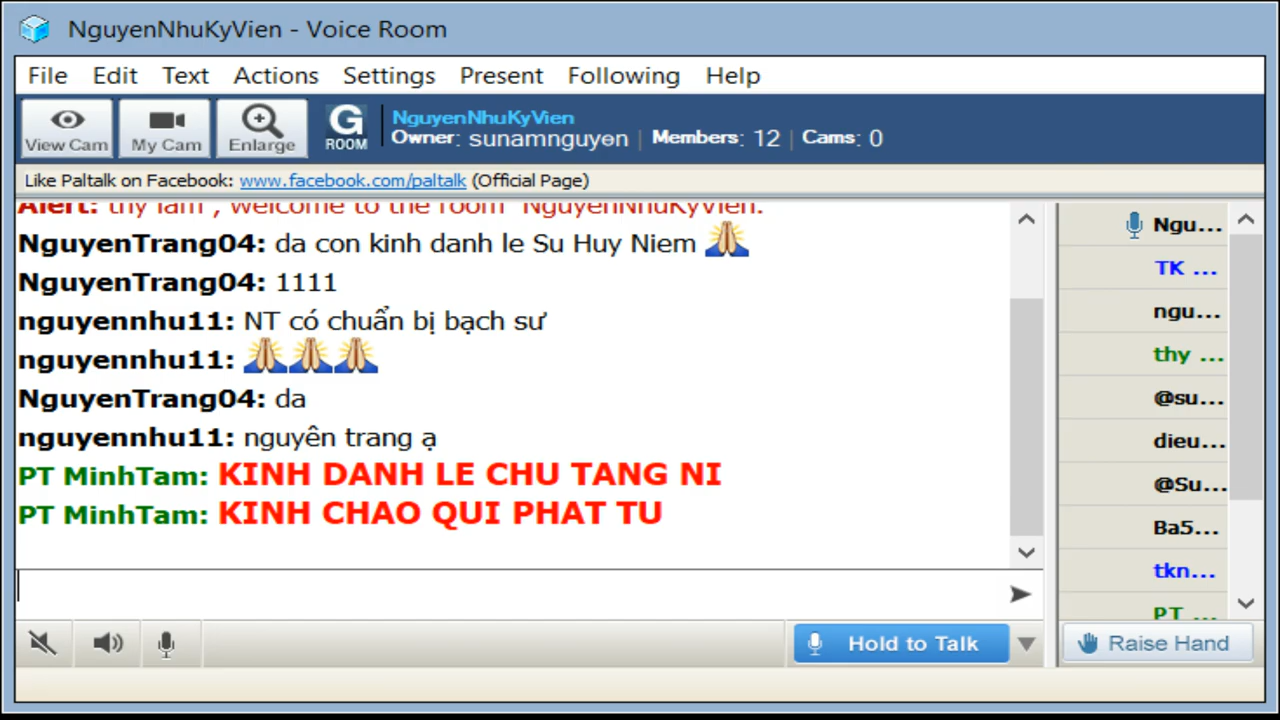 NguyenNhuKyVien - Voice Room
File Edit Text Actions Settings Present Following Help
View Cam My Cam Enlarge G ROOM
NguyenNhuKyVien
Owner: sunamnguyen | Members: 12 | Cams: 0
Like Paltalk on Facebook: www.facebook.com/paltalk (Official Page)
Alert: thy lam , welcome to the room "NguyenNhuKyVien.
NguyenTrang04: da con kinh danh le Su Huy Niem
NguyenTrang04: 1111
nguyennhu11: NT có chuẩn bị bạch sư
nguyennhu11:
NguyenTrang04: da
nguyennhu11: nguyên trang ạ
PT MinhTam: KINH DANH LE CHU TANG NI
PT MinhTam: KINH CHAO QUI PHAT TU
Ngu...
TK ...
ngu...
thy ...
@su...
dieu...
@Su...
Ba5...
tkn...
PT ...
Hold to Talk
Raise Hand